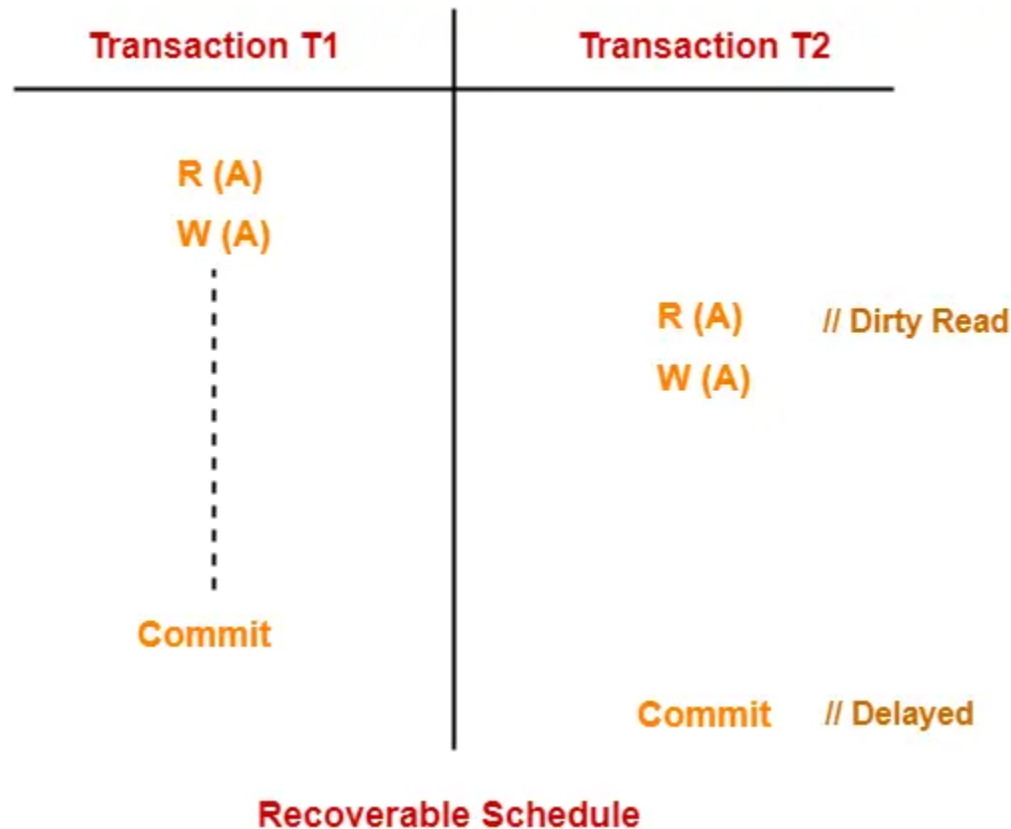 Transaction T1 Transaction T2
R (A)
W (A)
R (A) // Dirty Read
W (A)
Commit
Commit // Delayed
Recoverable Schedule